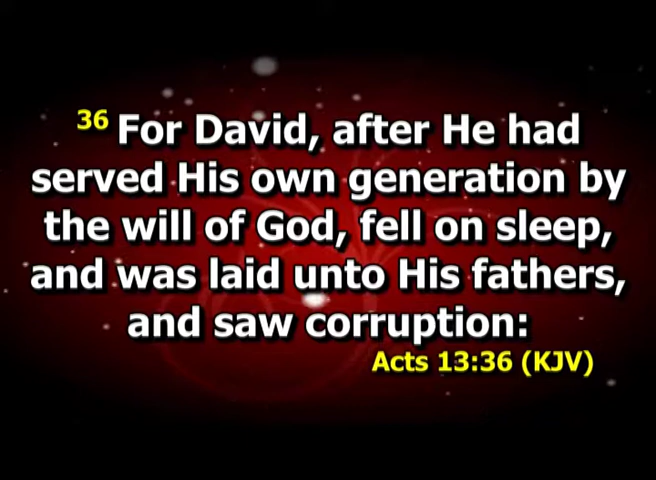 36 For David, after He had
served His own generation by
the will of God, fell on sleep,
and was laid unto His fathers,
and saw corruption:
Acts 13:36 (KJV)